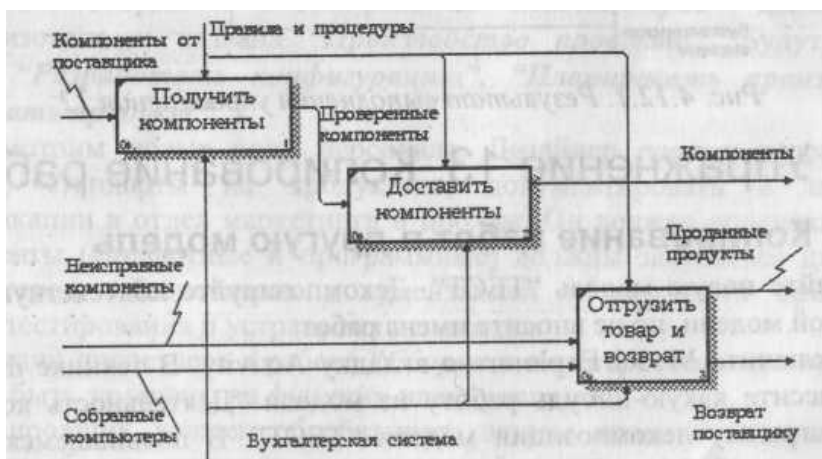 Компоненты от
поставщика
Правила и процедуры
Получить
компоненты
Проверенные
компоненты
Компоненты
Доставить
компоненты
Неисправные
компоненты
Проданные
продукты
Отгрузить
товар и
возврат
Собранные
компьютеры
Бухгалтерская система
Возврат
поставщику